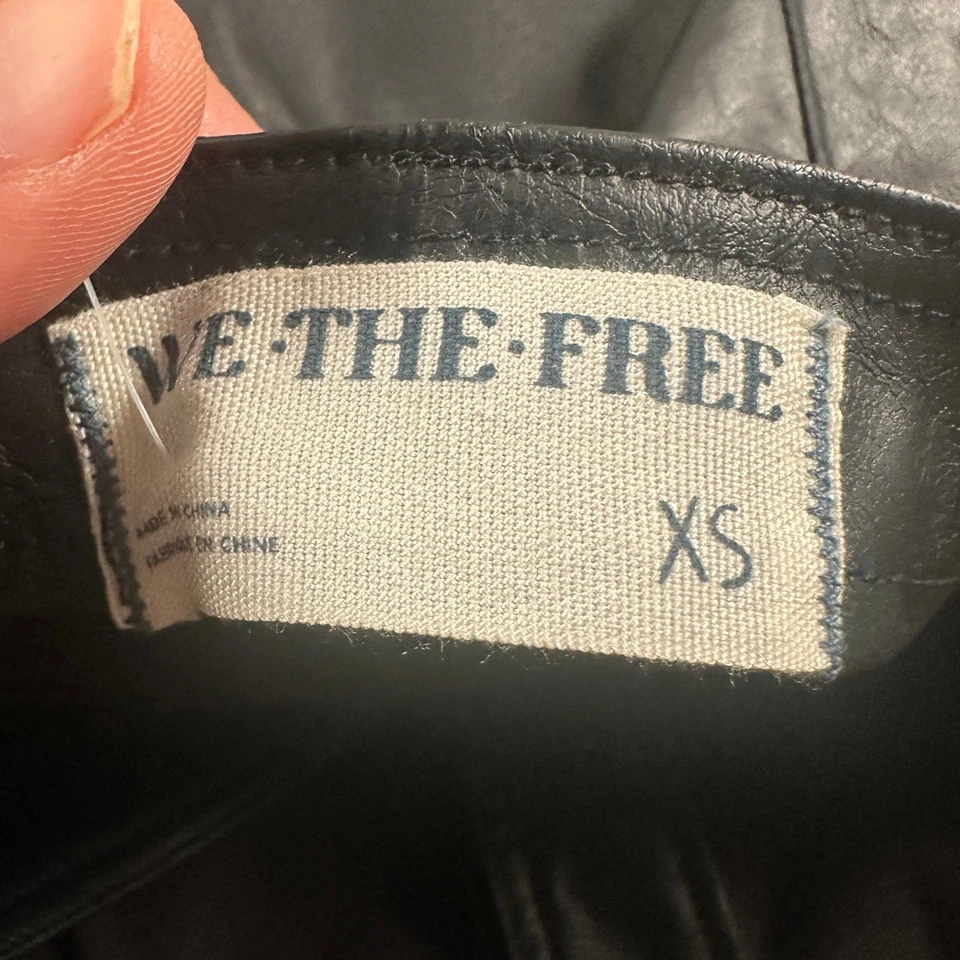 WE·THE·FREE
MADE IN CHINA
FABRIQUÉ EN CHINE
XS